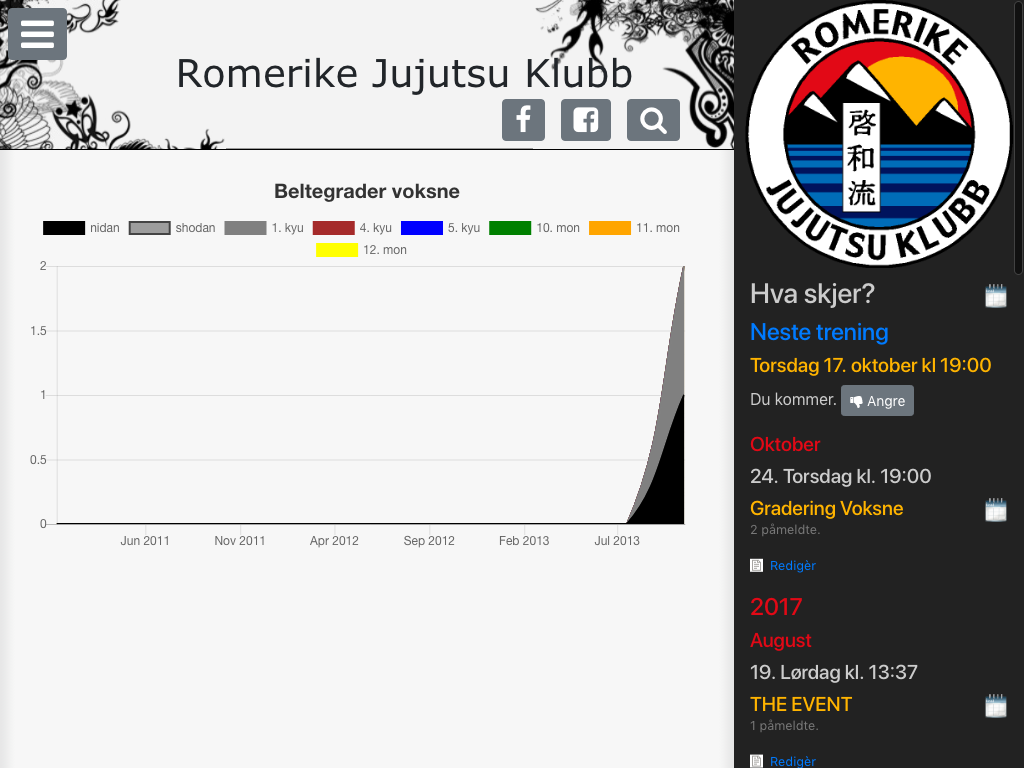 Romerike Jujutsu Klubb
Beltegrader voksne
nidan shodan 1. kyu 4. kyu 5. kyu 10. mon 11. mon
12. mon
2
1.5
1
0.5
0
Jun 2011 Nov 2011 Apr 2012 Sep 2012 Feb 2013 Jul 2013
ROMERIKE
啓和流
JUJUTSU KLUBB
Hva skjer?
Neste trening
Torsdag 17. oktober kl 19:00
Du kommer. Angre
Oktober
24. Torsdag kl. 19:00
Gradering Voksne
2 påmeldte.
Redigèr
2017
August
19. Lørdag kl. 13:37
THE EVENT
1 påmeldte.
Redigèr